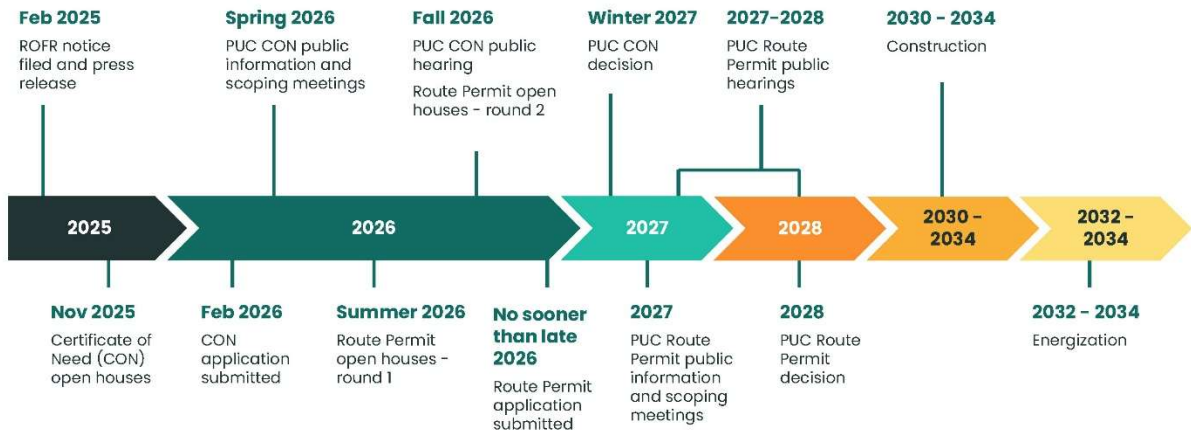 Feb 2025
ROFR notice
filed and press
release
Spring 2026
PUC CON public
information and
scoping meetings
Fall 2026
PUC CON public
hearing
Route Permit open
houses - round 2
Winter 2027
PUC CON
decision
2027-2028
PUC Route
Permit public
hearings
2030 - 2034
Construction
2025
2026
2027
2028
2030 -
2034
2032 -
2034
Nov 2025
Certificate of
Need (CON)
open houses
Feb 2026
CON
application
submitted
Summer 2026
Route Permit
open houses -
round 1
No sooner
than late
2026
Route Permit
application
submitted
2027
PUC Route
Permit public
information
and scoping
meetings
2028
PUC Route
Permit
decision
2032 - 2034
Energization